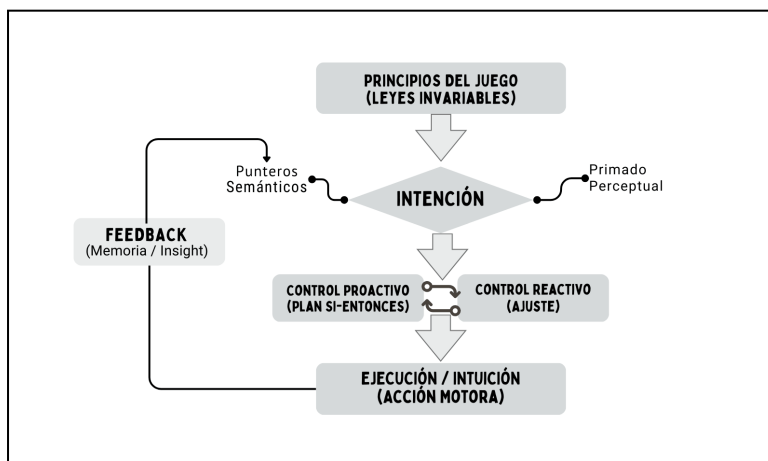 PRINCIPIOS DEL JUEGO
(LEYES INVARIABLES)
Punteros
Semánticos
INTENCIÓN
Primado
Perceptual
FEEDBACK
(Memoria / Insight)
CONTROL PROACTIVO
(PLAN SI-ENTONCES)
CONTROL REACTIVO
(AJUSTE)
EJECUCIÓN / INTUICIÓN
(ACCIÓN MOTORA)